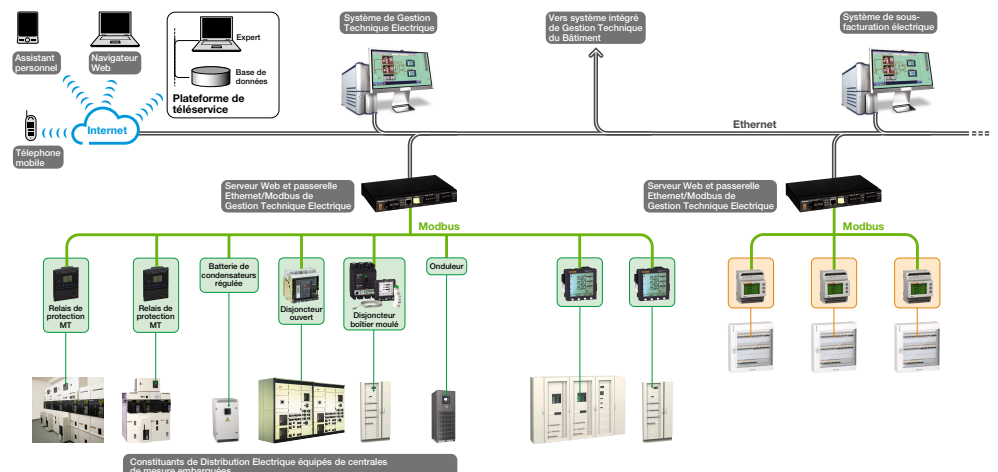 Système de Gestion
Technique Electrique
Vers système intégré
de Gestion Technique
du Bâtiment
Système de sous-
facturation électrique
Assistant
personnel
Navigateur
Web
Expert
Base de
données
Plateforme de
téléservice
Internet
Télephone
mobile
Ethernet
Serveur Web et passerelle
Ethernet/Modbus de
Gestion Technique Electrique
Serveur Web et passerelle
Ethernet/Modbus de
Gestion Technique Electrique
Modbus
Modbus
Relais de
protection
MT
Relais de
protection
MT
Batterie de
condensateurs
régulée
Disjoncteur
ouvert
Disjoncteur
boîtier moulé
Onduleur
Constituants de Distribution Electrique équipés de centrales
de mesure embarquées